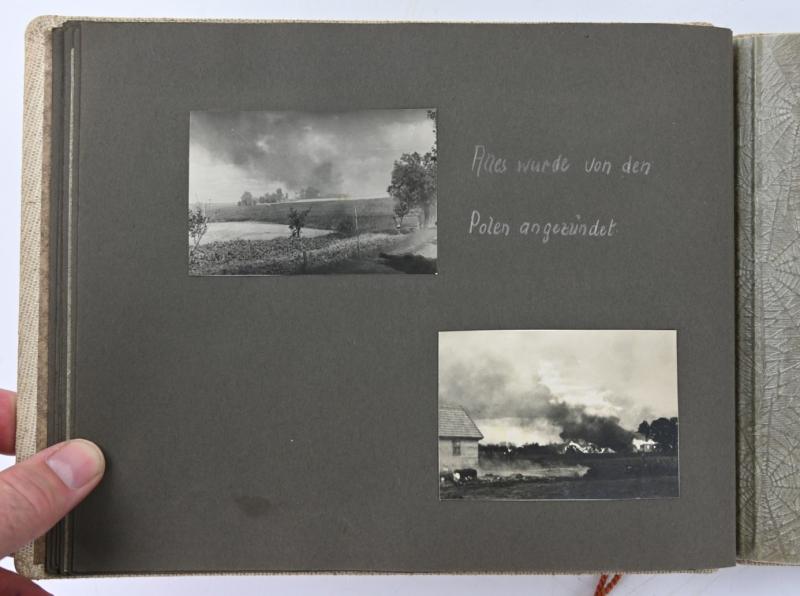 Alles wurde von den
Polen angezündet.